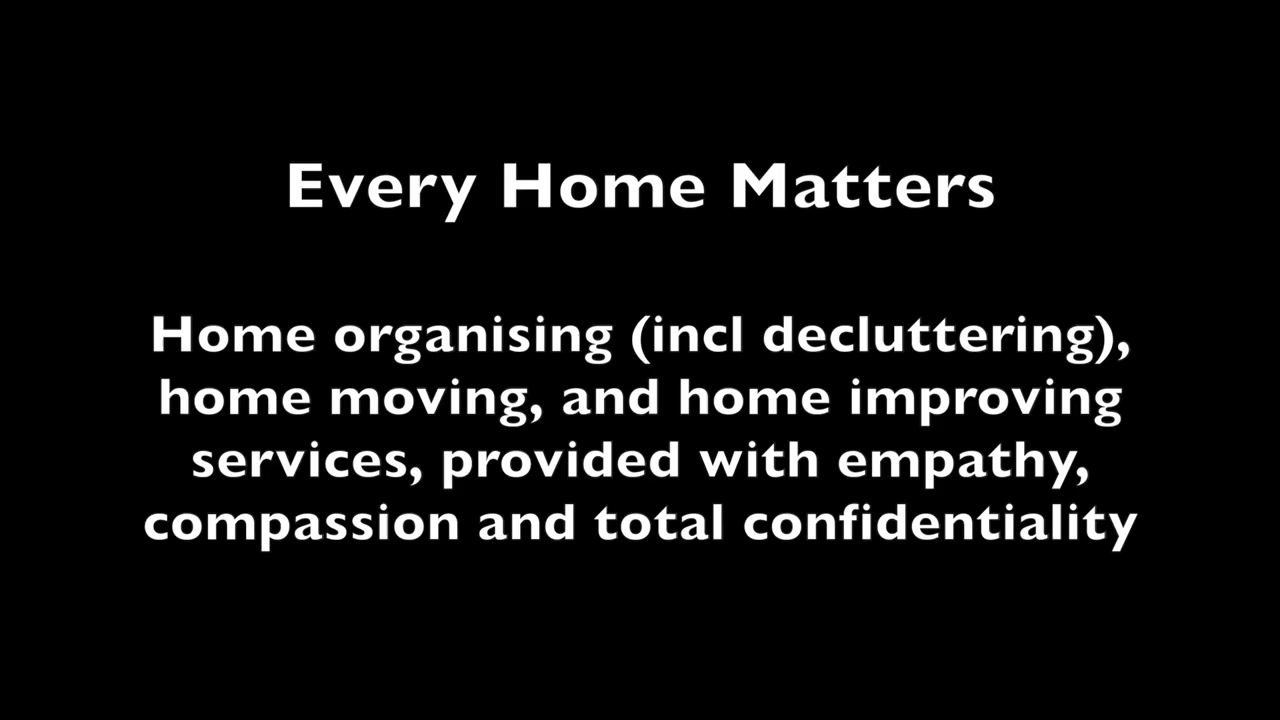 Every Home Matters
Home organising (incl decluttering),
home moving, and home improving
services, provided with empathy,
compassion and total confidentiality